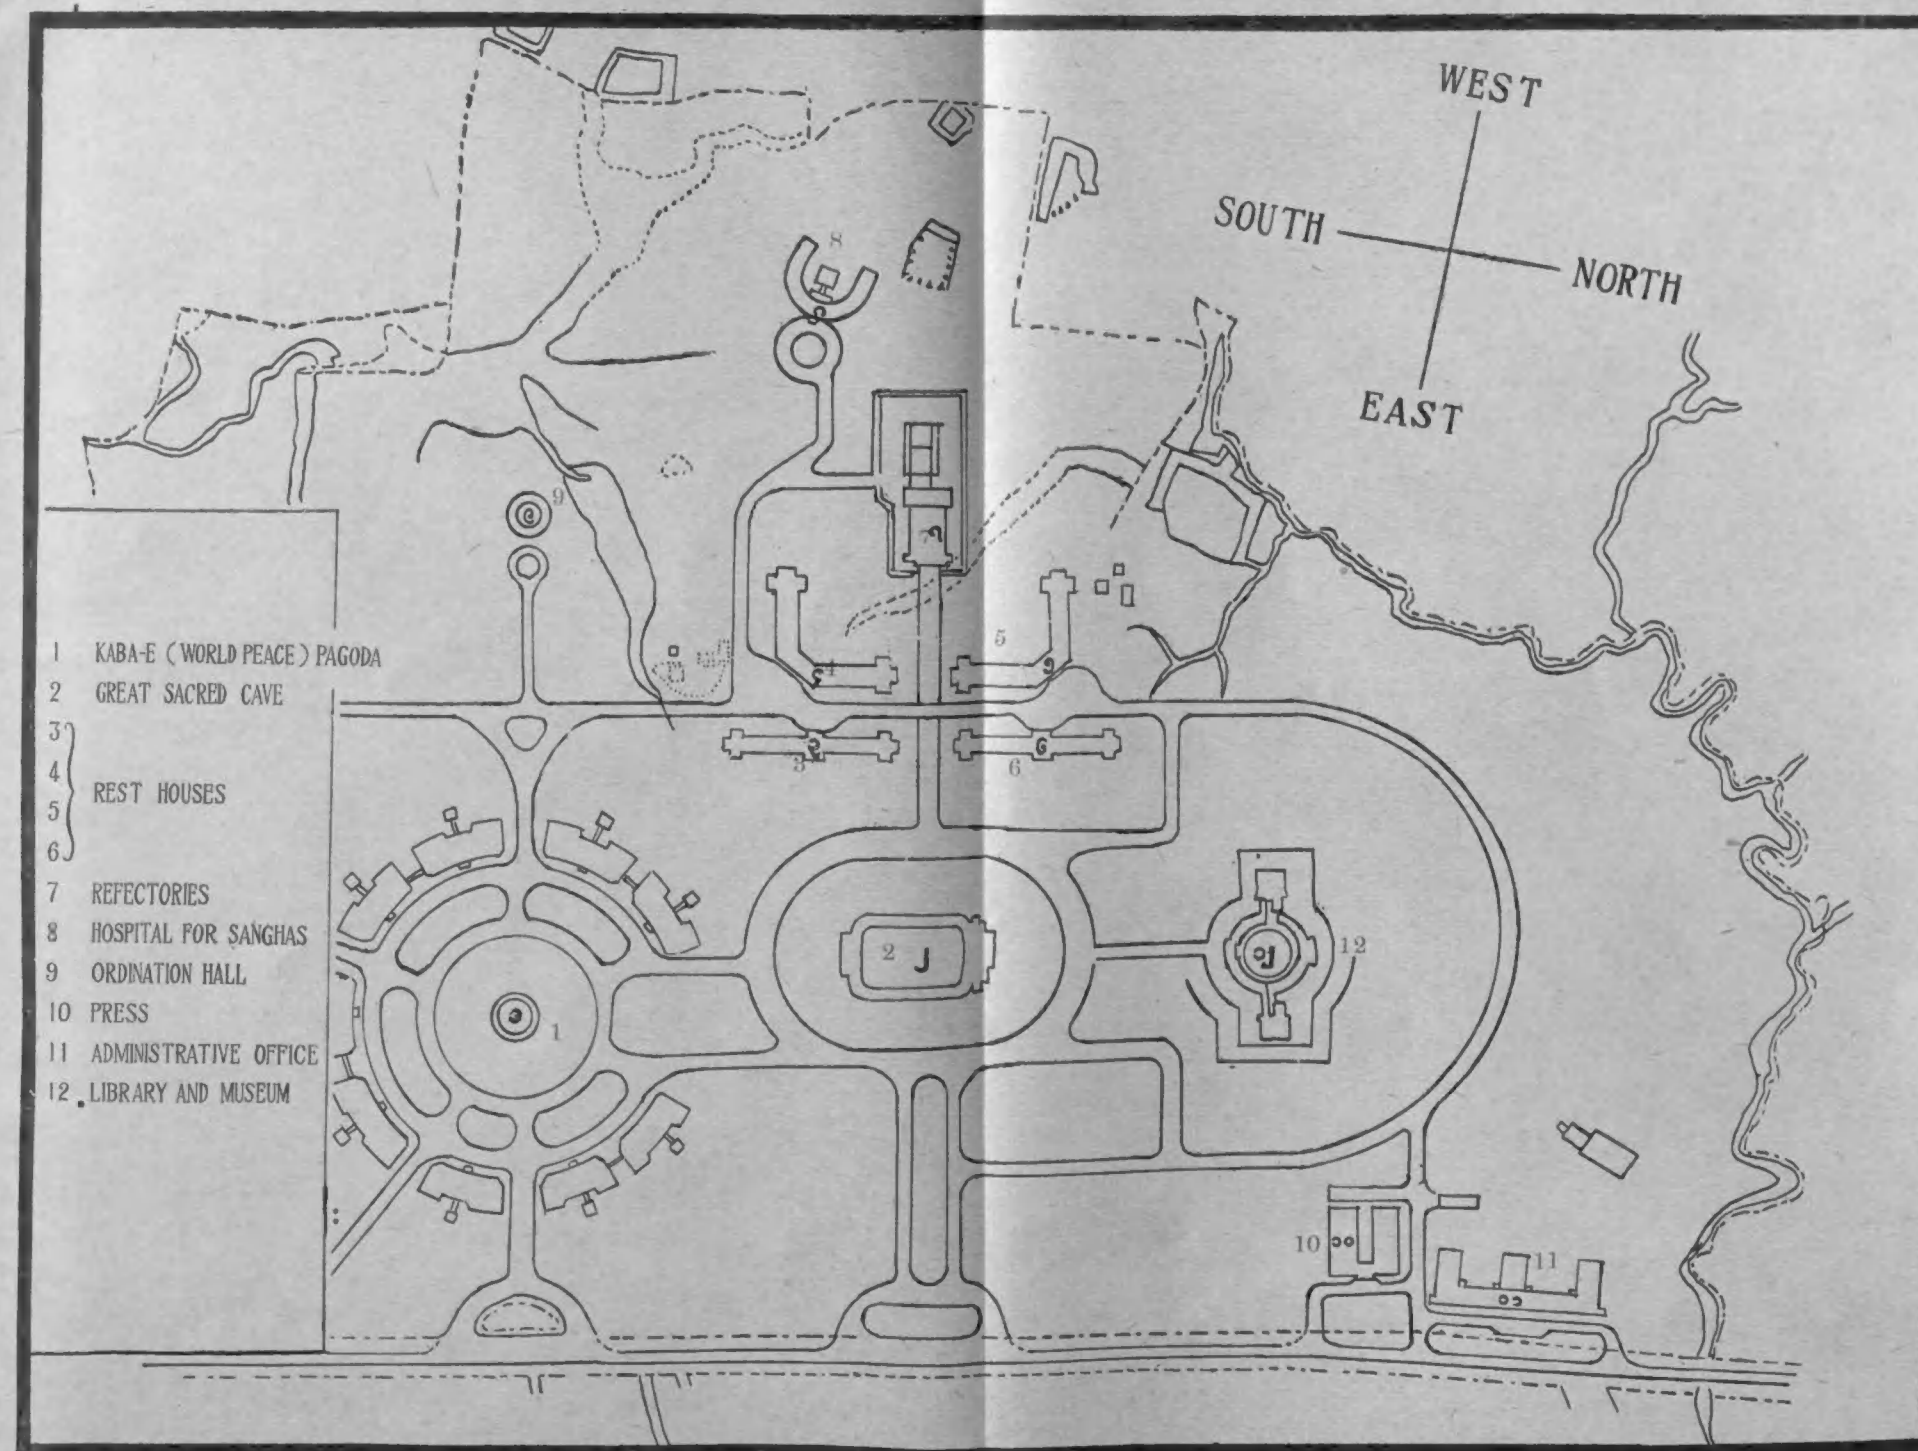 WEST
SOUTH
NORTH
EAST
8
9
7
5
4
3
6
2
12
1
10
11
1 KABA-E (WORLD PEACE) PAGODA
2 GREAT SACRED CAVE
3
4
REST HOUSES
5
6
7 REFECTORIES
8 HOSPITAL FOR SANGHAS
9 ORDINATION HALL
10 PRESS
11 ADMINISTRATIVE OFFICE
12. LIBRARY AND MUSEUM